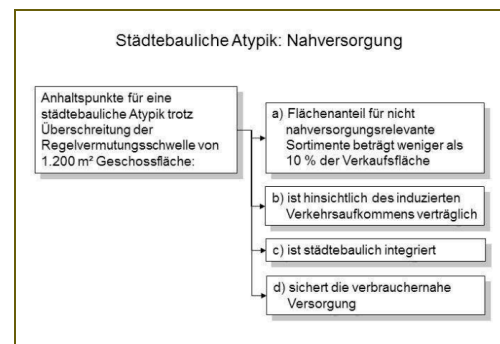 Städtebauliche Atypik: Nahversorgung
Anhaltspunkte für eine
städtebauliche Atypik trotz
Überschreitung der
Regelvermutungsschwelle von
1.200 m² Geschossfläche:
a) Flächenanteil für nicht
nahversorgungsrelevante
Sortimente beträgt weniger als
10 % der Verkaufsfläche
b) ist hinsichtlich des induzierten
Verkehrsaufkommens verträglich
c) ist städtebaulich integriert
d) sichert die verbrauchernahe
Versorgung